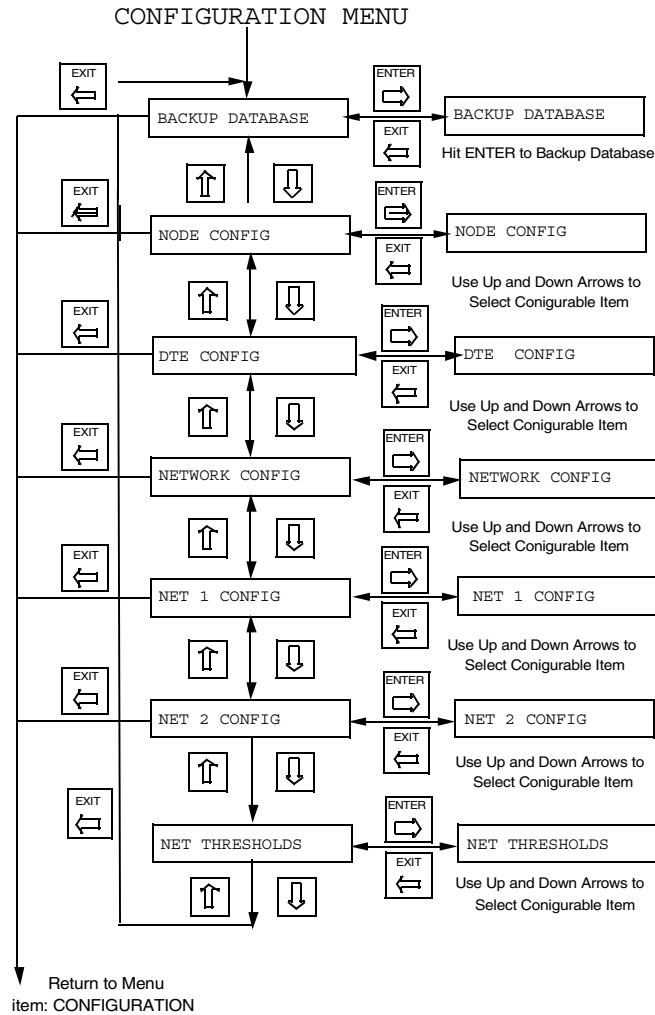 CONFIGURATION MENU
EXIT
ENTER
BACKUP DATABASE
BACKUP DATABASE
EXIT
Hit ENTER to Backup Database
EXIT
ENTER
NODE CONFIG
NODE CONFIG
EXIT
Use Up and Down Arrows to
Select Conigurable Item
EXIT
ENTER
DTE CONFIG
DTE CONFIG
EXIT
Use Up and Down Arrows to
Select Conigurable Item
EXIT
ENTER
NETWORK CONFIG
NETWORK CONFIG
EXIT
Use Up and Down Arrows to
Select Conigurable Item
EXIT
ENTER
NET 1 CONFIG
NET 1 CONFIG
EXIT
Use Up and Down Arrows to
Select Conigurable Item
EXIT
ENTER
NET 2 CONFIG
NET 2 CONFIG
EXIT
Use Up and Down Arrows to
Select Conigurable Item
EXIT
ENTER
NET THRESHOLDS
NET THRESHOLDS
EXIT
Use Up and Down Arrows to
Select Conigurable Item
Return to Menu
item: CONFIGURATION